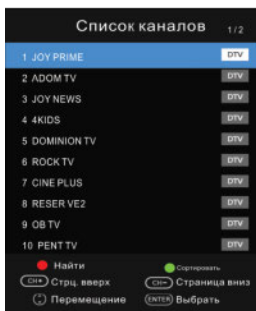 Список каналов 1/2
1 JOY PRIME DTV
2 ADOM TV DTV
3 JOY NEWS DTV
4 4KIDS DTV
5 DOMINION TV DTV
6 ROCK TV DTV
7 CINE PLUS DTV
8 RESER VE2 DTV
9 OB TV DTV
10 PENT TV DTV
Найти Сортировать
CH+ Стрц. вверх CH- Страница вниз
Перемещение ENTER Выбрать